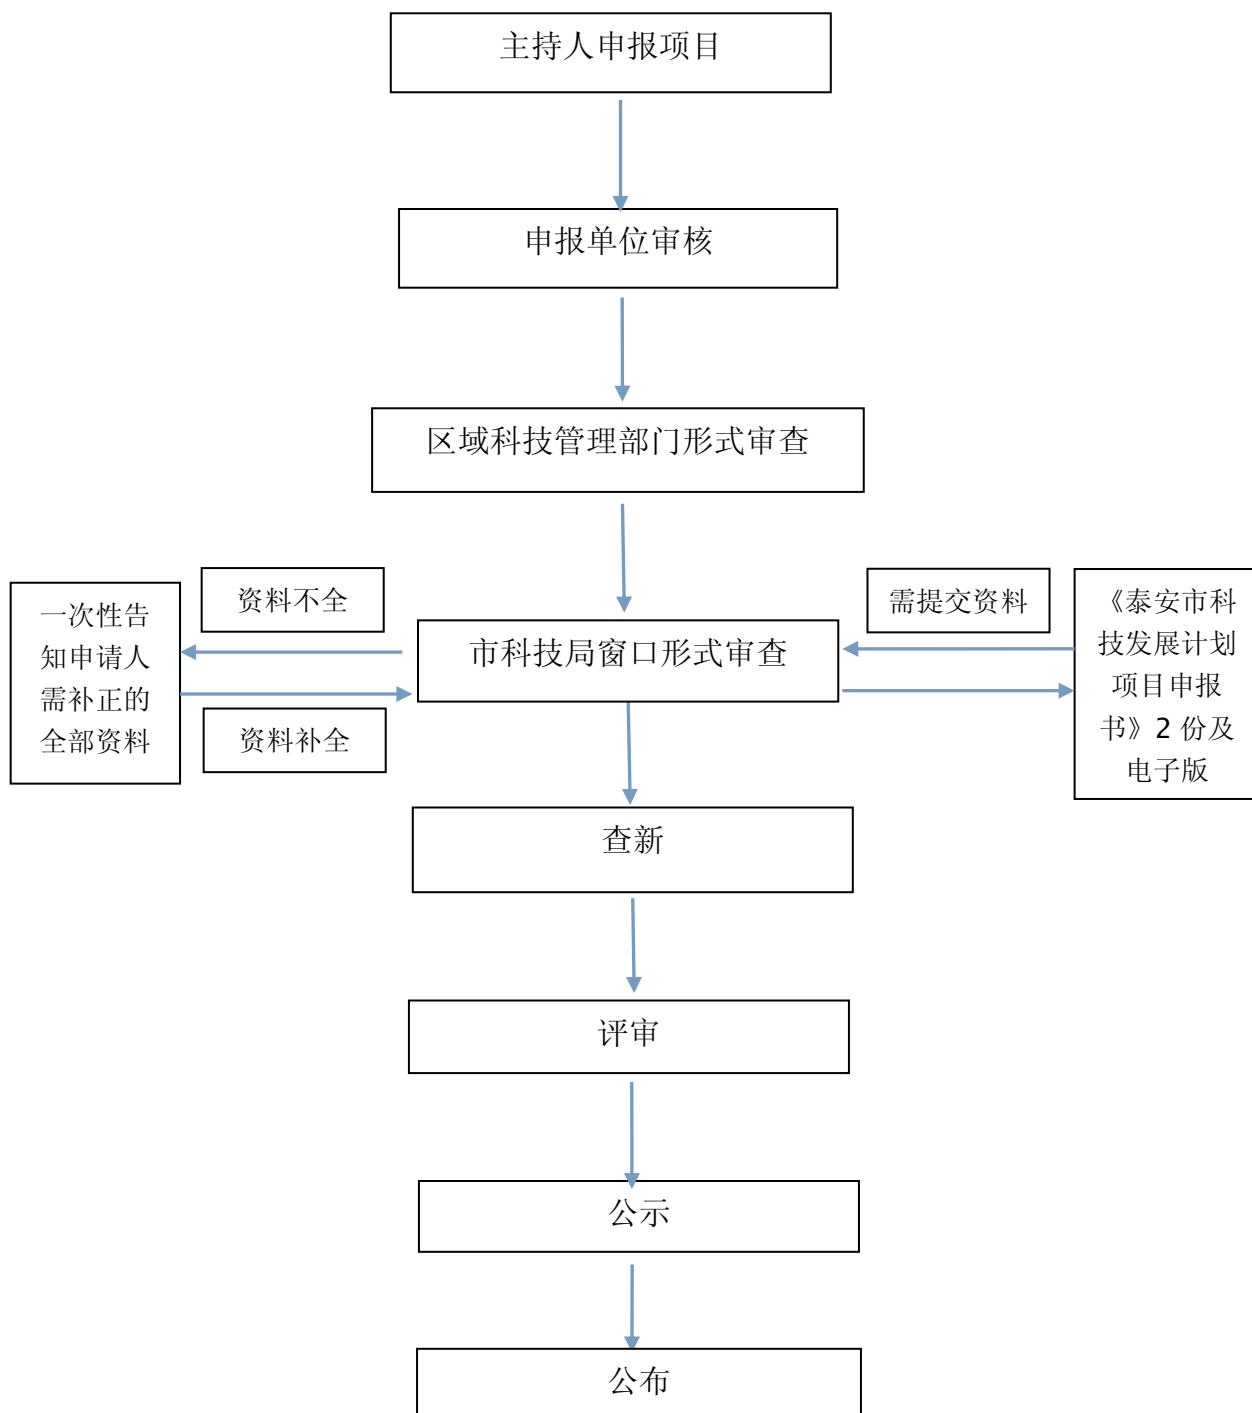 主持人申报项目
申报单位审核
区域科技管理部门形式审查
资料不全
一次性告
知申请人
需补正的
全部资料
资料补全
市科技局窗口形式审查
需提交资料
《泰安市科
技发展计划
项目申报
书》2 份及
电子版
查新
评审
公示
公布